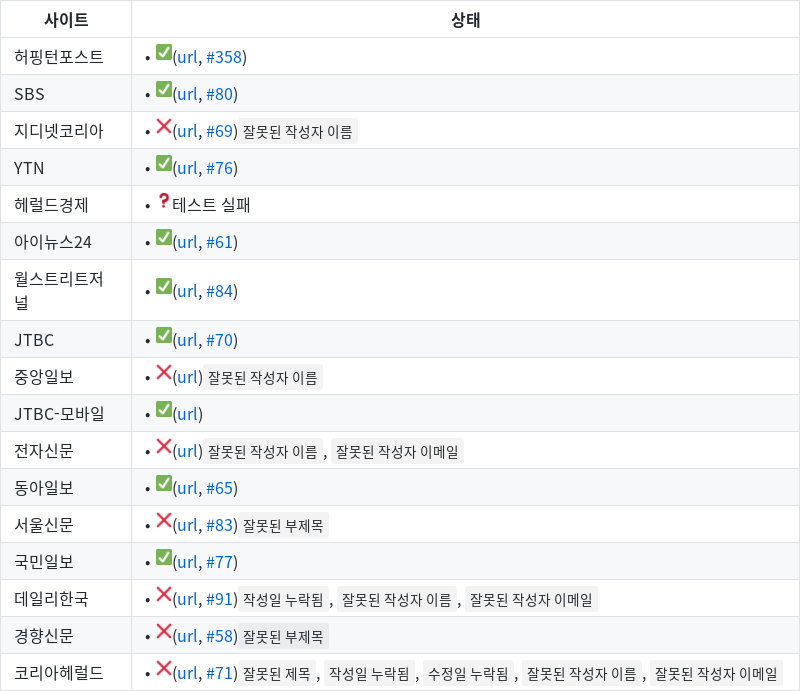 사이트 상태
허핑턴포스트 • ✅(url, #358)
SBS • ✅(url, #80)
지디넷코리아 • ❌(url, #69) 잘못된 작성자 이름
YTN • ✅(url, #76)
헤럴드경제 • ❓테스트 실패
아이뉴스24 • ✅(url, #61)
월스트리트저
널 • ✅(url, #84)
JTBC • ✅(url, #70)
중앙일보 • ❌(url) 잘못된 작성자 이름
JTBC-모바일 • ✅(url)
전자신문 • ❌(url) 잘못된 작성자 이름 , 잘못된 작성자 이메일
동아일보 • ✅(url, #65)
서울신문 • ❌(url, #83) 잘못된 부제목
국민일보 • ✅(url, #77)
데일리한국 • ❌(url, #91) 작성일 누락됨 , 잘못된 작성자 이름 , 잘못된 작성자 이메일
경향신문 • ❌(url, #58) 잘못된 부제목
코리아헤럴드 • ❌(url, #71) 잘못된 제목 , 작성일 누락됨 , 수정일 누락됨 , 잘못된 작성자 이름 , 잘못된 작성자 이메일